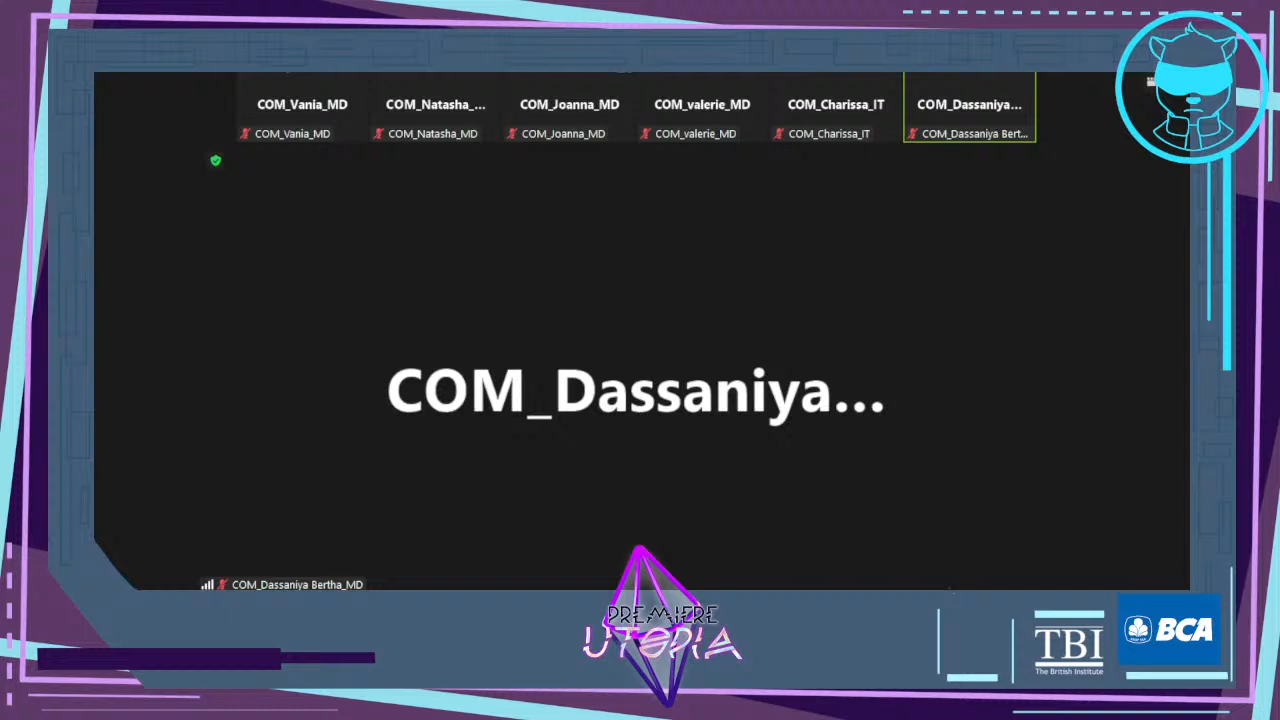 COM_Vania_MD
COM_Natasha_...
COM_Joanna_MD
COM_valerie_MD
COM_Charissa_IT
COM_Dassaniya...
COM_Vania_MD
COM_Natasha_MD
COM_Joanna_MD
COM_valerie_MD
COM_Charissa_IT
COM_Dassaniya Bert...
COM_Dassaniya...
COM_Dassaniya Bertha_MD
PREMIERE
UTOPIA
TBI
The British Institute
BCA